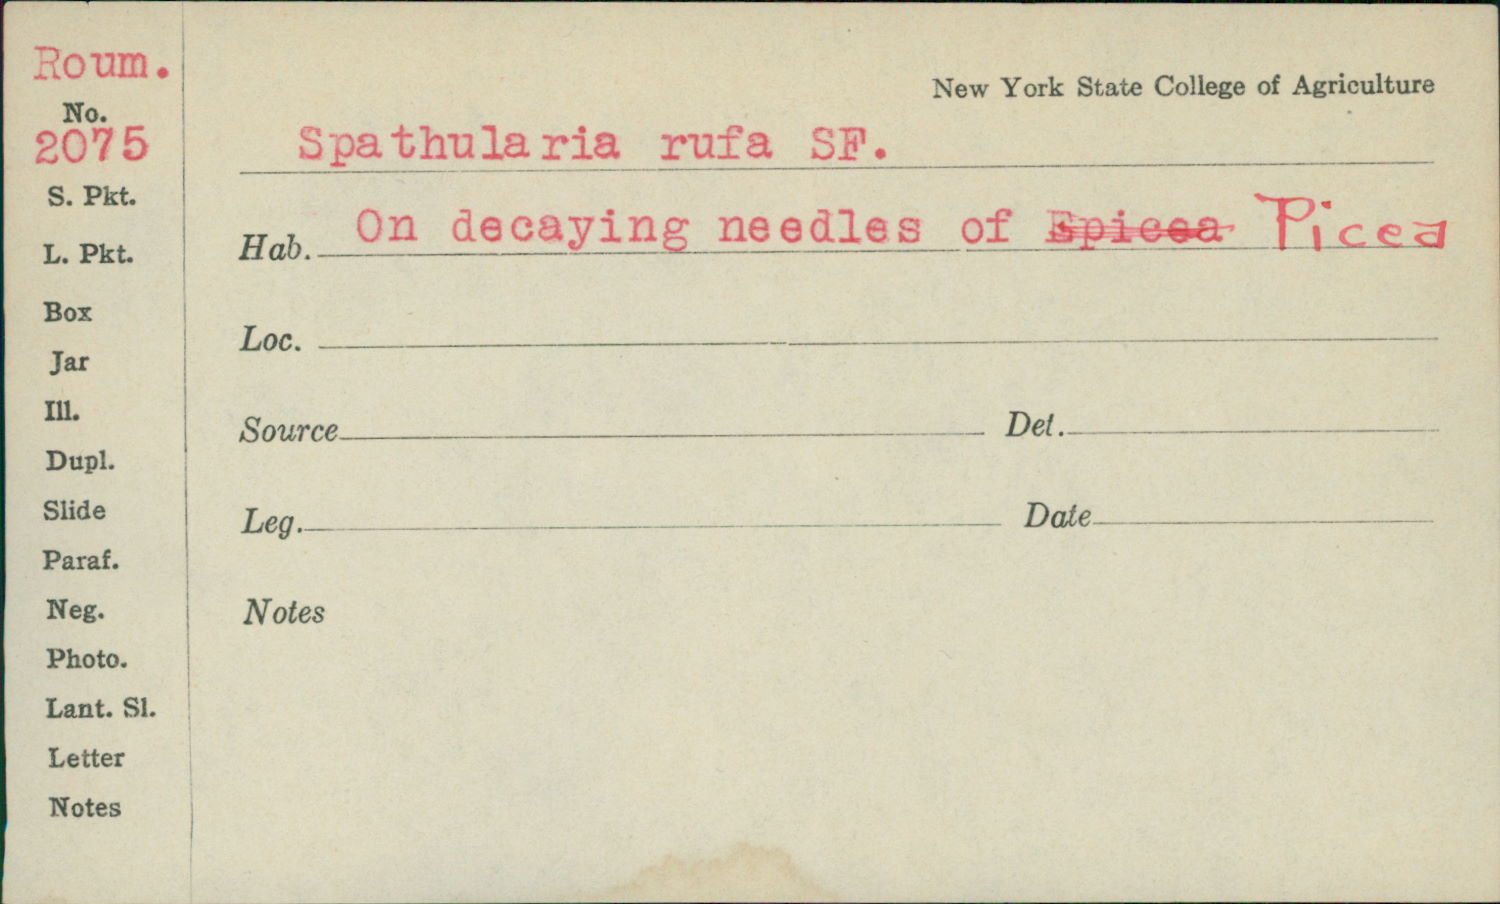 Roum.
No.
2075
S. Pkt.
L. Pkt.
Box
Jar
Ill.
Dupl.
Slide
Paraf.
Neg.
Photo.
Lant. Sl.
Letter
Notes
New York State College of Agriculture
Spathularia rufa SF.
Hab. On decaying needles of Epicea Picea
Loc.
Source Det.
Leg. Date
Notes